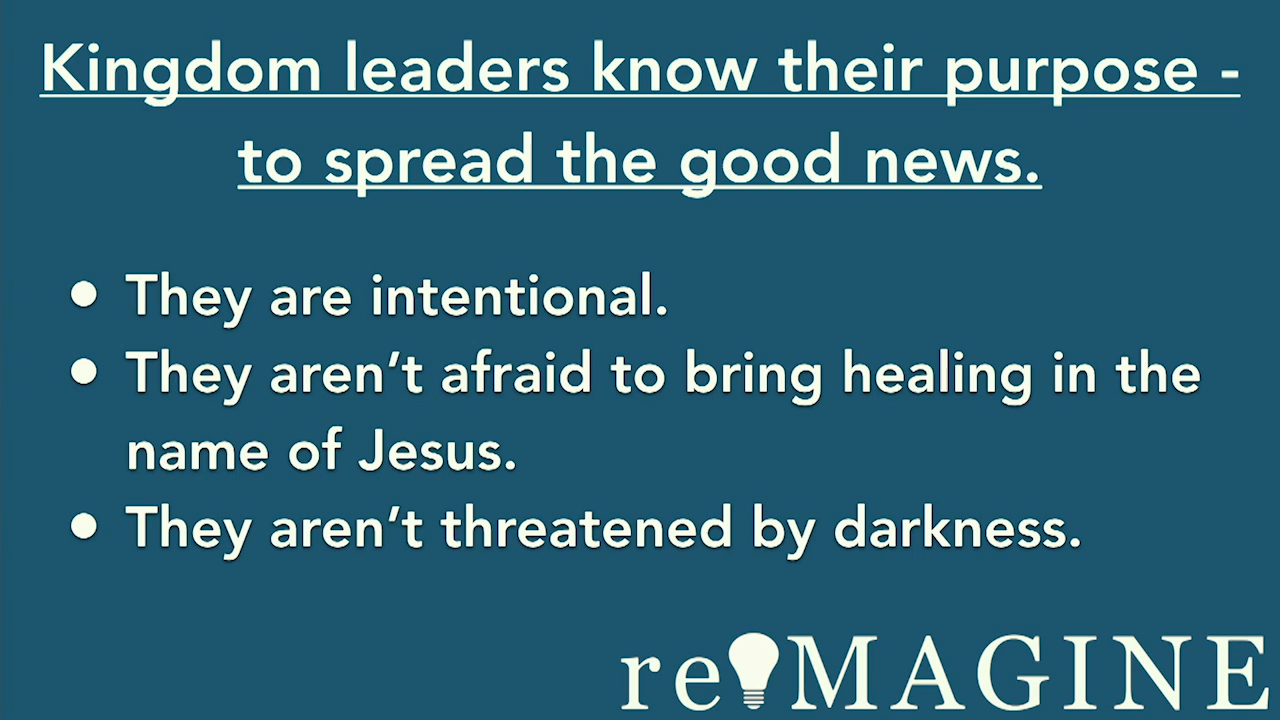 Kingdom leaders know their purpose -
to spread the good news.
• They are intentional.
• They aren’t afraid to bring healing in the
name of Jesus.
• They aren’t threatened by darkness.
reMAGINE